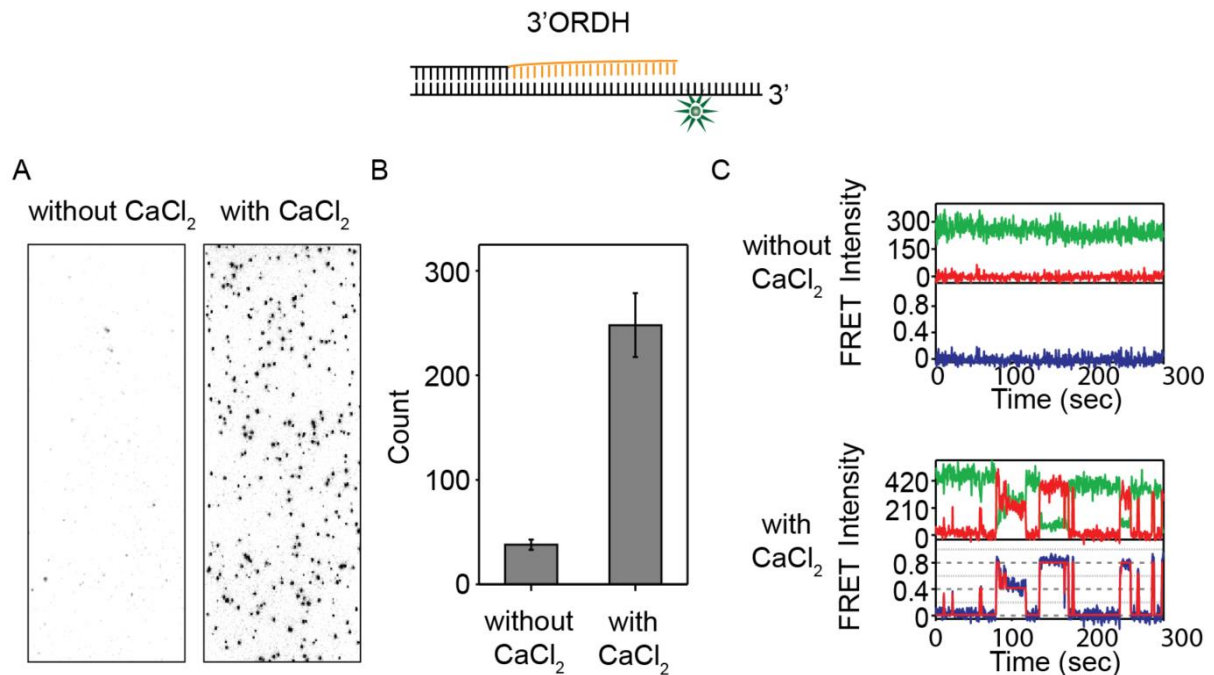 3'ORDH
3'
A
without CaCl₂
with CaCl₂
B
Count
300
200
100
0
without
CaCl₂
with
CaCl₂
C
without
CaCl₂
FRET Intensity
300
150
0
0.8
0.4
0
0 100 200 300
Time (sec)
with
CaCl₂
FRET Intensity
420
210
0
0.8
0.4
0
0 100 200 300
Time (sec)